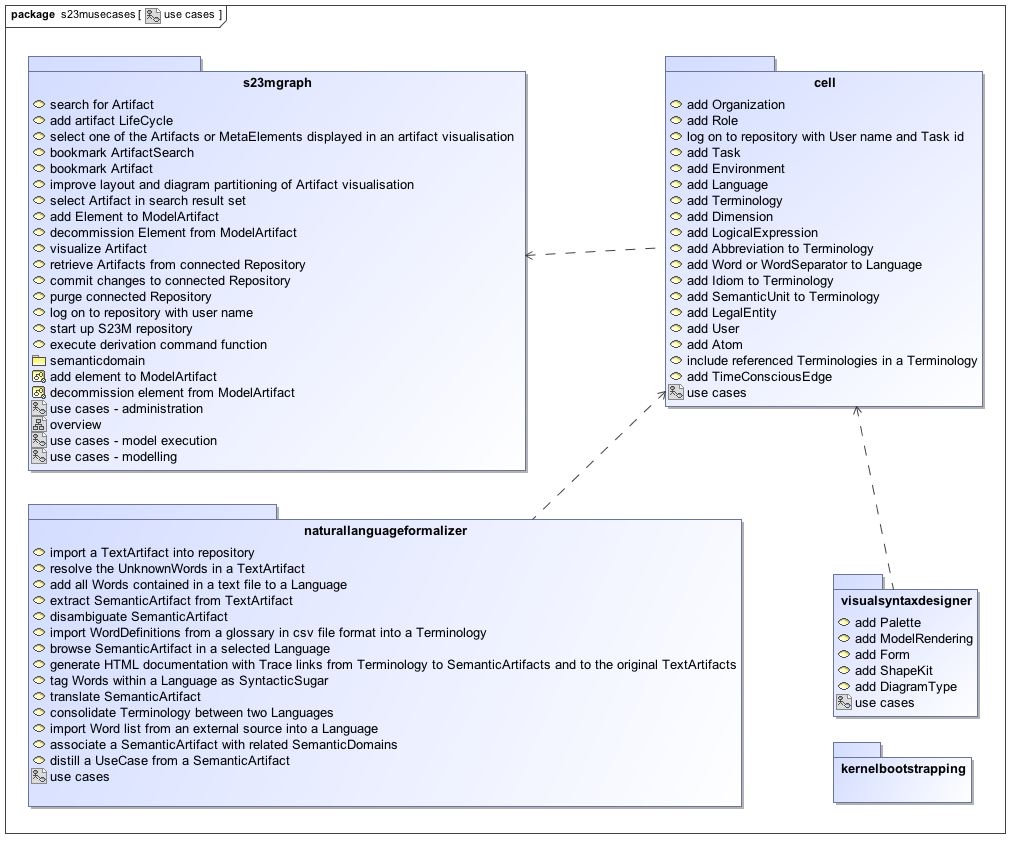 package s23musecases [ use cases ]
s23mgraph
search for Artifact
add artifact LifeCycle
select one of the Artifacts or MetaElements displayed in an artifact visualisation
bookmark ArtifactSearch
bookmark Artifact
improve layout and diagram partitioning of Artifact visualisation
select Artifact in search result set
add Element to ModelArtifact
decommission Element from ModelArtifact
visualize Artifact
retrieve Artifacts from connected Repository
commit changes to connected Repository
purge connected Repository
log on to repository with user name
start up S23M repository
execute derivation command function
semanticdomain
add element to ModelArtifact
decommission element from ModelArtifact
use cases - administration
overview
use cases - model execution
use cases - modelling
cell
add Organization
add Role
log on to repository with User name and Task id
add Task
add Environment
add Language
add Terminology
add Dimension
add LogicalExpression
add Abbreviation to Terminology
add Word or WordSeparator to Language
add Idiom to Terminology
add SemanticUnit to Terminology
add LegalEntity
add User
add Atom
include referenced Terminologies in a Terminology
add TimeConsciousEdge
use cases
naturallanguageformalizer
import a TextArtifact into repository
resolve the UnknownWords in a TextArtifact
add all Words contained in a text file to a Language
extract SemanticArtifact from TextArtifact
disambiguate SemanticArtifact
import WordDefinitions from a glossary in csv file format into a Terminology
browse SemanticArtifact in a selected Language
generate HTML documentation with Trace links from Terminology to SemanticArtifacts and to the original TextArtifacts
tag Words within a Language as SyntacticSugar
translate SemanticArtifact
consolidate Terminology between two Languages
import Word list from an external source into a Language
associate a SemanticArtifact with related SemanticDomains
distill a UseCase from a SemanticArtifact
use cases
visualsyntaxdesigner
add Palette
add ModelRendering
add Form
add ShapeKit
add DiagramType
use cases
kernelbootstrapping